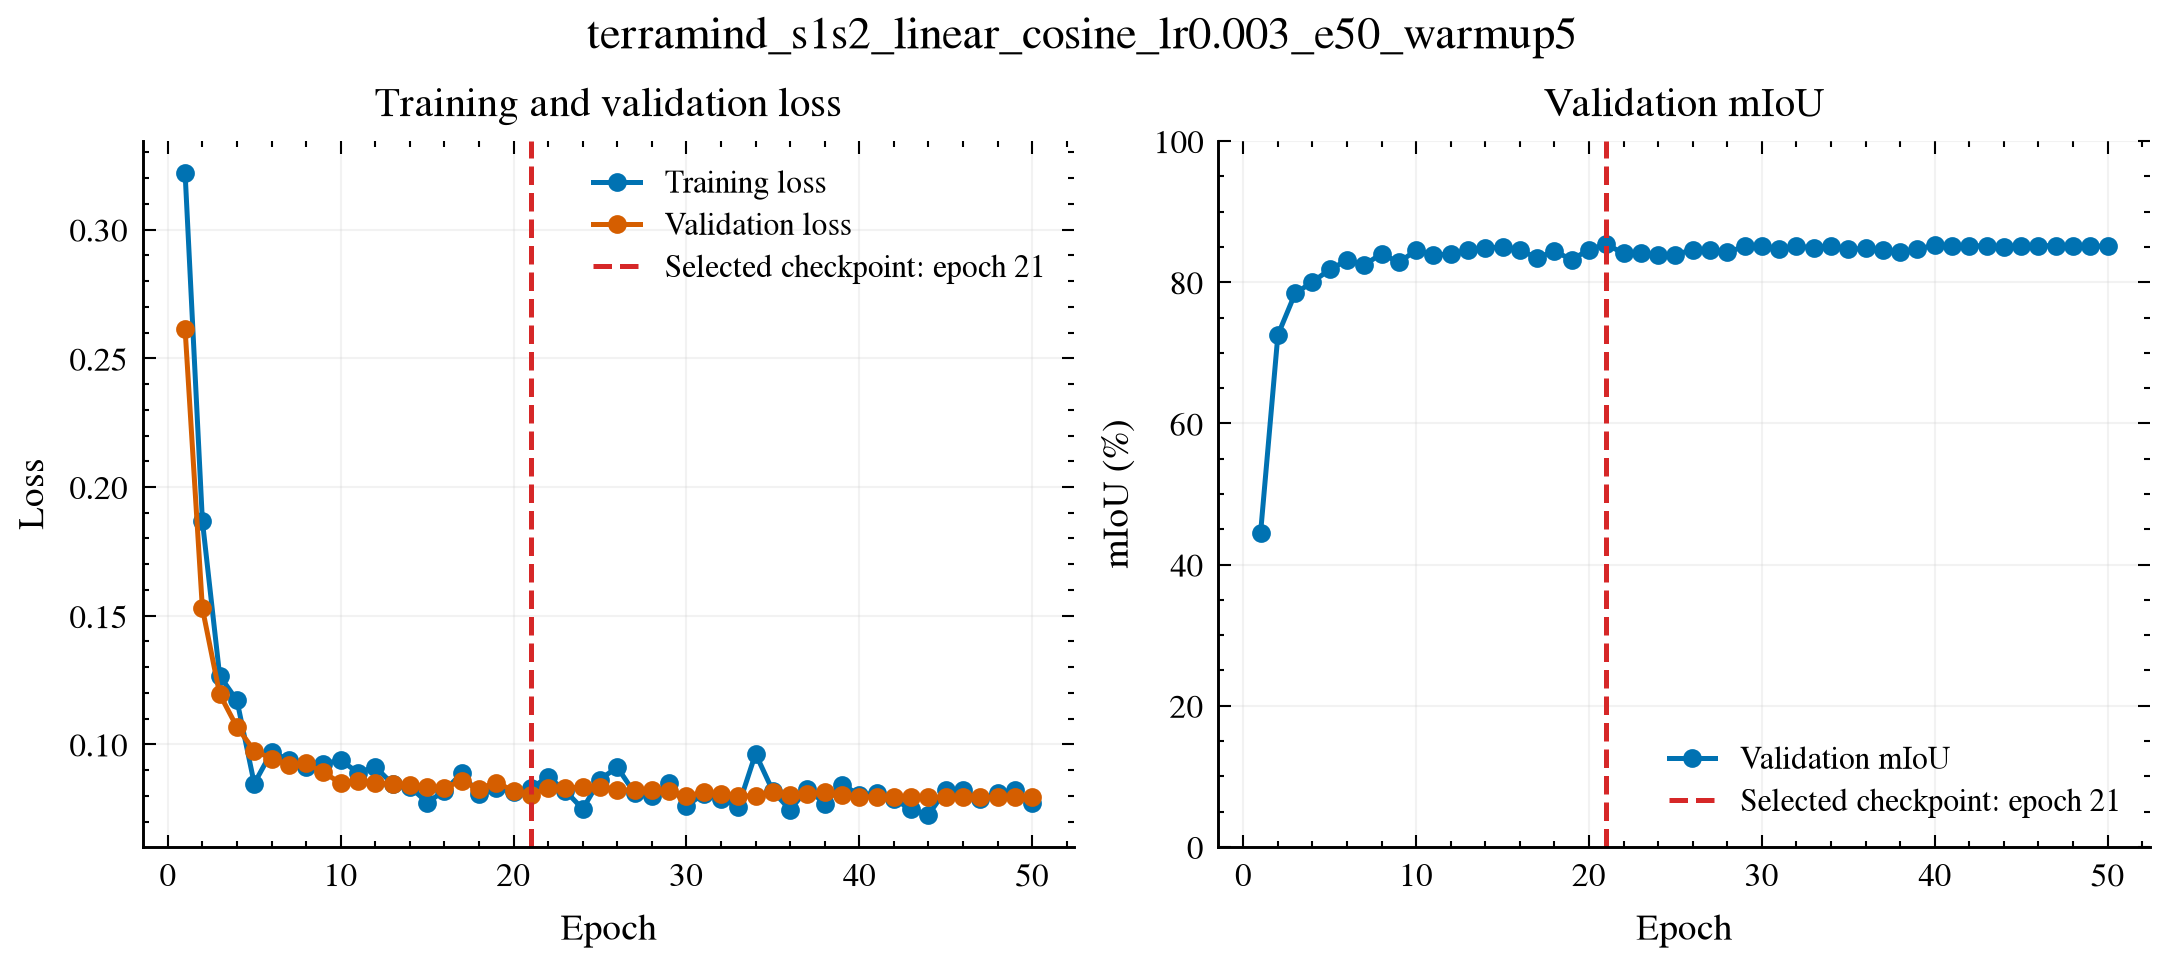 terramind_s1s2_linear_cosine_lr0.003_e50_warmup5
Training and validation loss
Loss
0.30
0.25
0.20
0.15
0.10
Training loss
Validation loss
Selected checkpoint: epoch 21
0 10 20 30 40 50
Epoch
Validation mIoU
mIoU (%)
100
80
60
40
20
0
Validation mIoU
Selected checkpoint: epoch 21
0 10 20 30 40 50
Epoch